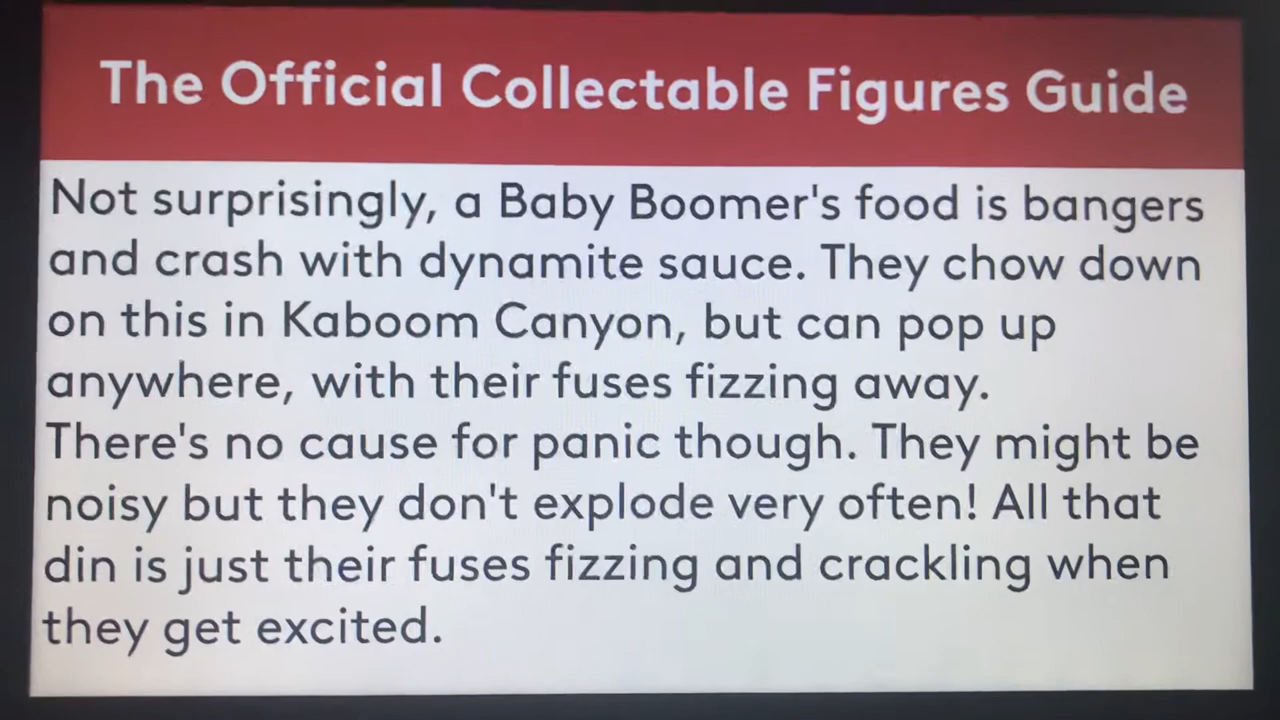 The Official Collectable Figures Guide
Not surprisingly, a Baby Boomer's food is bangers
and crash with dynamite sauce. They chow down
on this in Kaboom Canyon, but can pop up
anywhere, with their fuses fizzing away.
There's no cause for panic though. They might be
noisy but they don't explode very often! All that
din is just their fuses fizzing and crackling when
they get excited.